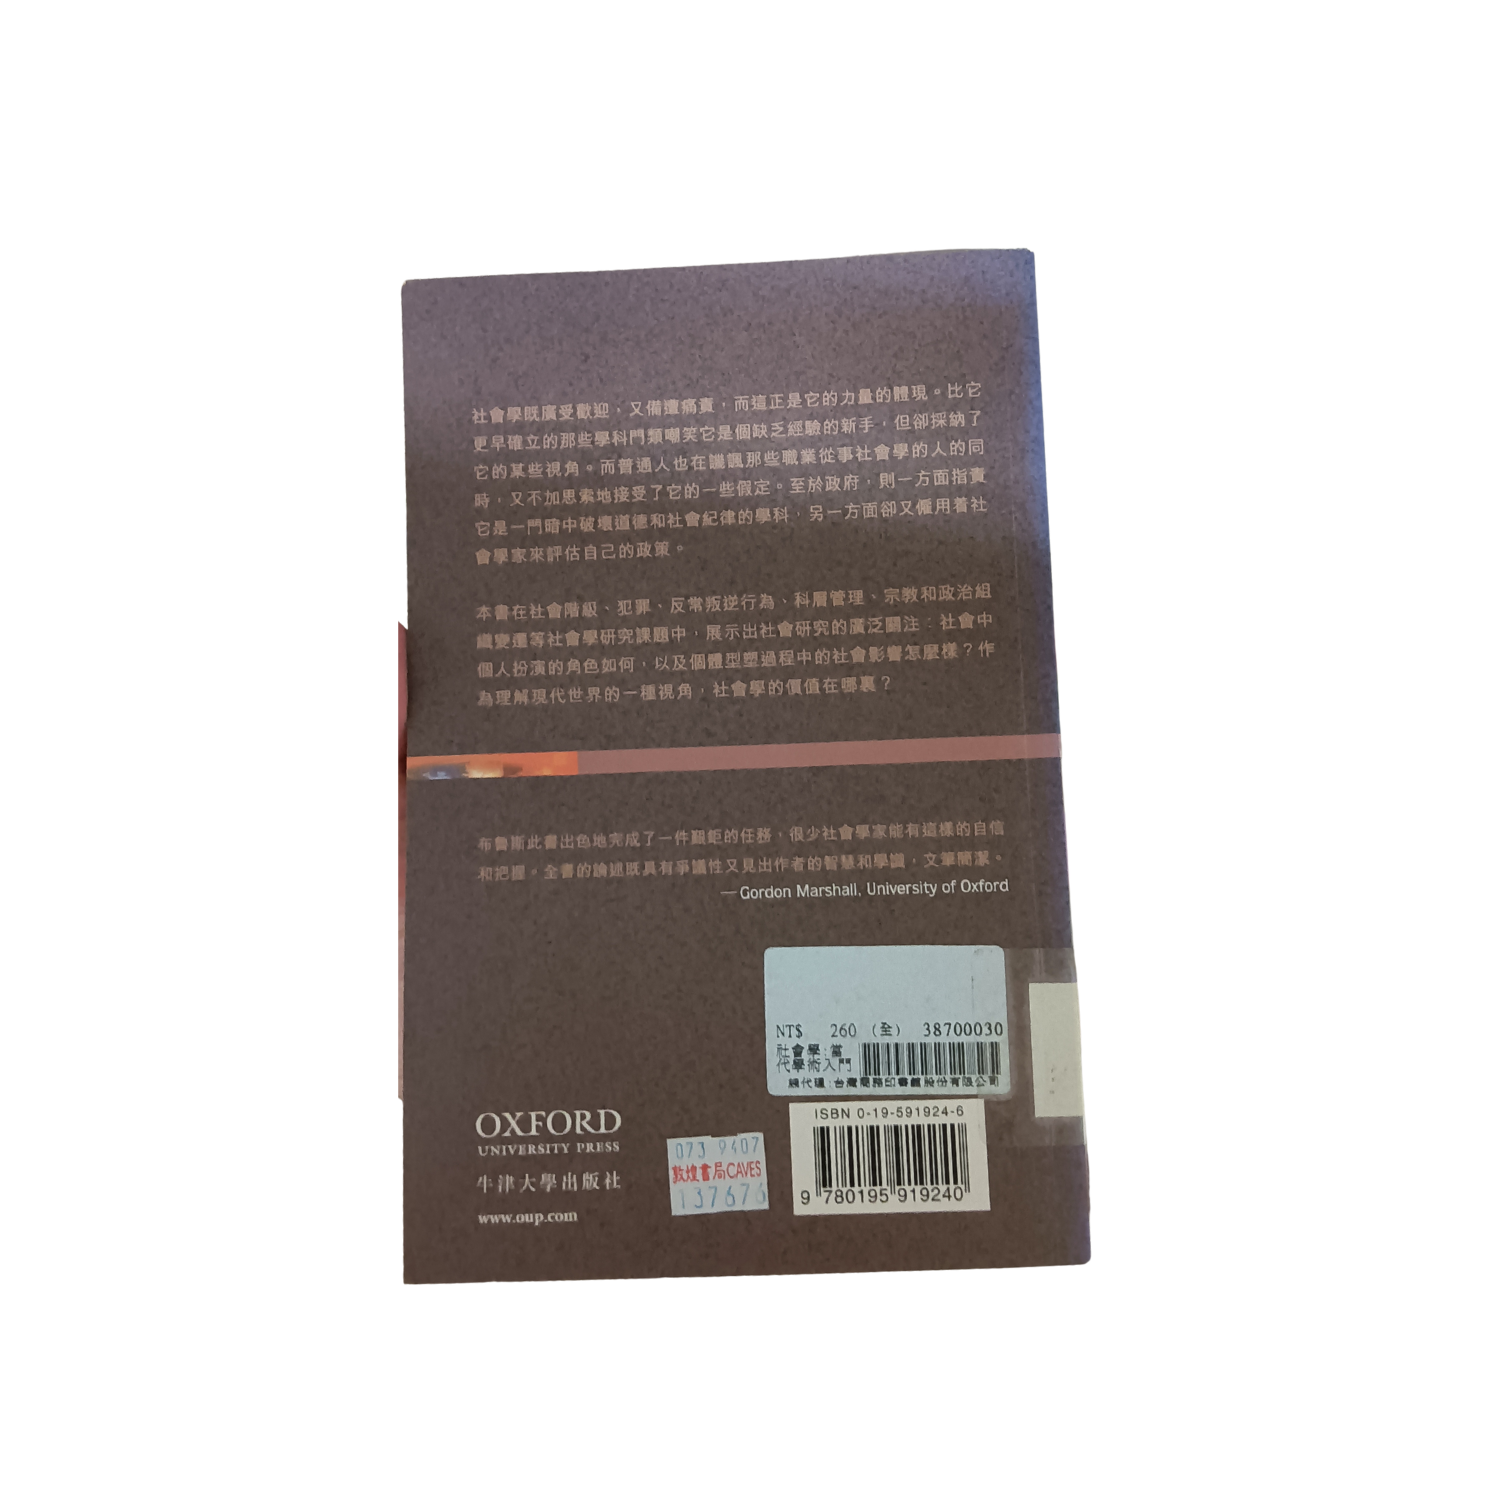 社會學既廣受歡迎，又備遭痛責，而這正是它的力量的體現。比它
更早確立的那些學科門類嘲笑它是個缺乏經驗的新手，但卻採納了
它的某些視角。而普通人也在譏諷那些職業從事社會學的人的同
時，又不加思索地接受了它的一些假定。至於政府，則一方面指責
它是一門暗中破壞道德和社會紀律的學科，另一方面卻又僱用着社
會學家來評估自己的政策。
本書在社會階級、犯罪、反常叛逆行為、科層管理、宗教和政治組
織變遷等社會學研究課題中，展示出社會研究的廣泛關注：社會中
個人扮演的角色如何，以及個體型塑過程中的社會影響怎麼樣？作
為理解現代世界的一種視角，社會學的價值在哪裏？
布魯斯此書出色地完成了一件艱鉅的任務，很少社會學家能有這樣的自信
和把握。全書的論述既具有爭議性又見出作者的智慧和學識，文筆簡潔。
—Gordon Marshall, University of Oxford
NT$ 260 (全) 38700030
社會學:當
代學術入門
總代理:台灣商務印書館股份有限公司
ISBN 0-19-591924-6
9 780195 919240
OXFORD
UNIVERSITY PRESS
牛津大學出版社
www.oup.com
073 9407
敦煌書局CAVES
137676